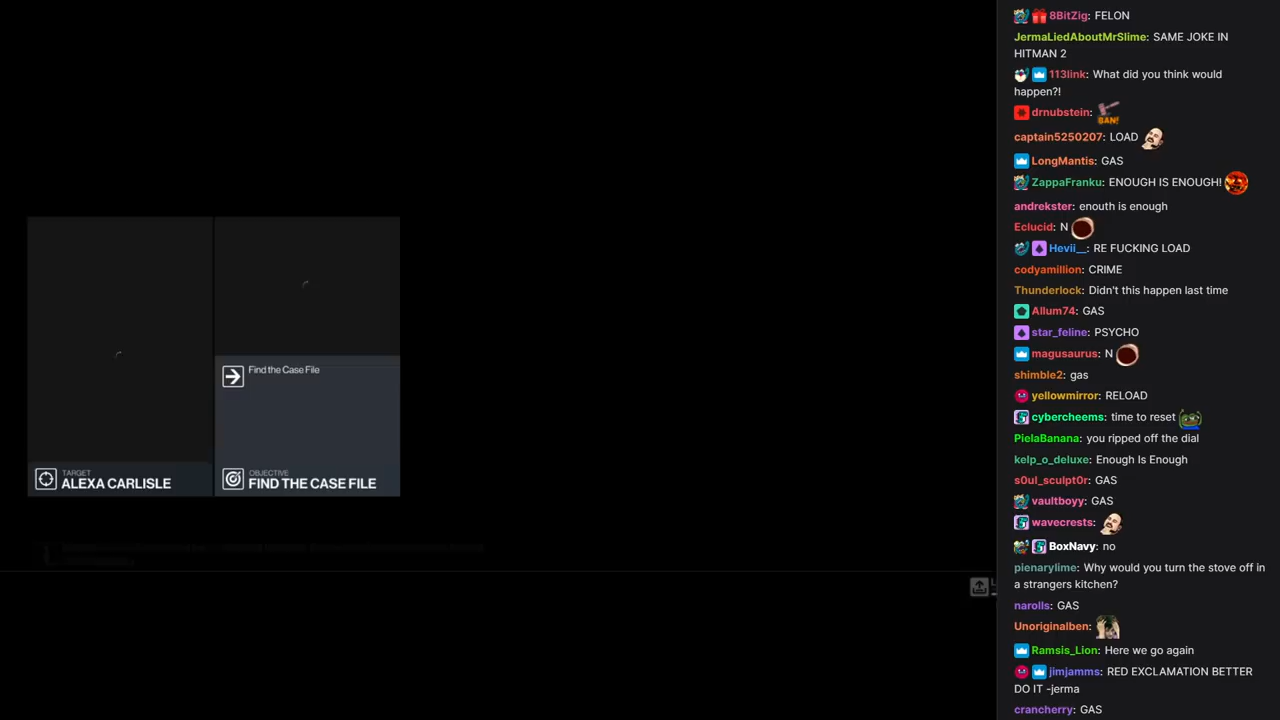 Find the Case File
TARGET
ALEXA CARLISLE
OBJECTIVE
FIND THE CASE FILE
8BitZig: FELON
JermaLiedAboutMrSlime: SAME JOKE IN
HITMAN 2
113link: What did you think would
happen?!
drnubstein:
BAN!
captain5250207: LOAD
LongMantis: GAS
ZappaFranku: ENOUGH IS ENOUGH!
andrekster: enouth is enough
Eclucid: N
Hevii__: RE FUCKING LOAD
codyamillion: CRIME
Thunderlock: Didn't this happen last time
Allum74: GAS
star_feline: PSYCHO
magusaurus: N
shimble2: gas
yellowmirror: RELOAD
cybercheems: time to reset
PielaBanana: you ripped off the dial
kelp_o_deluxe: Enough Is Enough
s0ul_sculpt0r: GAS
vaultboyy: GAS
wavecrests:
BoxNavy: no
pienarylime: Why would you turn the stove off in
a strangers kitchen?
narolls: GAS
Unoriginalben:
Ramsis_Lion: Here we go again
jimjamms: RED EXCLAMATION BETTER
DO IT -jerma
crancherry: GAS